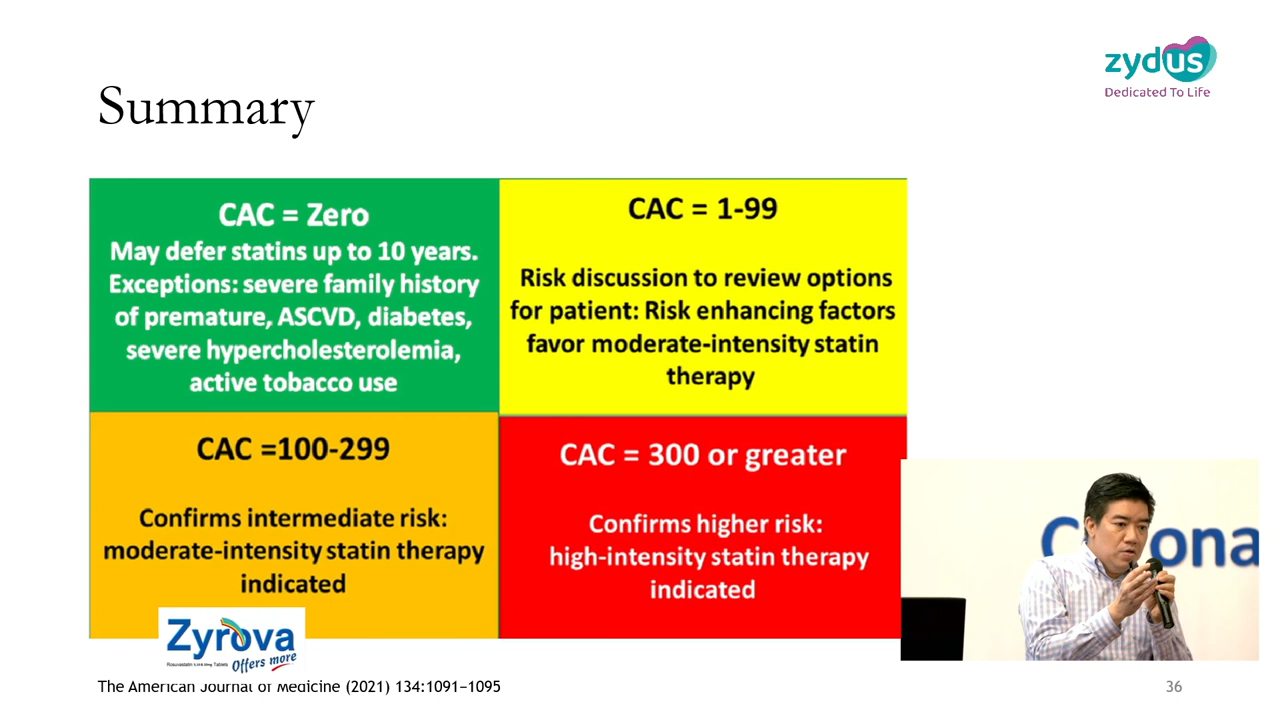 zydus
Dedicated To Life
Summary
CAC = Zero
May defer statins up to 10 years.
Exceptions: severe family history
of premature, ASCVD, diabetes,
severe hypercholesterolemia,
active tobacco use
CAC = 1-99
Risk discussion to review options
for patient: Risk enhancing factors
favor moderate-intensity statin
therapy
CAC =100-299
Confirms intermediate risk:
moderate-intensity statin therapy
indicated
CAC = 300 or greater
Confirms higher risk:
high-intensity statin therapy
indicated
Zyrova
Rosuvastatin Tablets
Offers more
The American Journal of Medicine (2021) 134:1091–1095
36